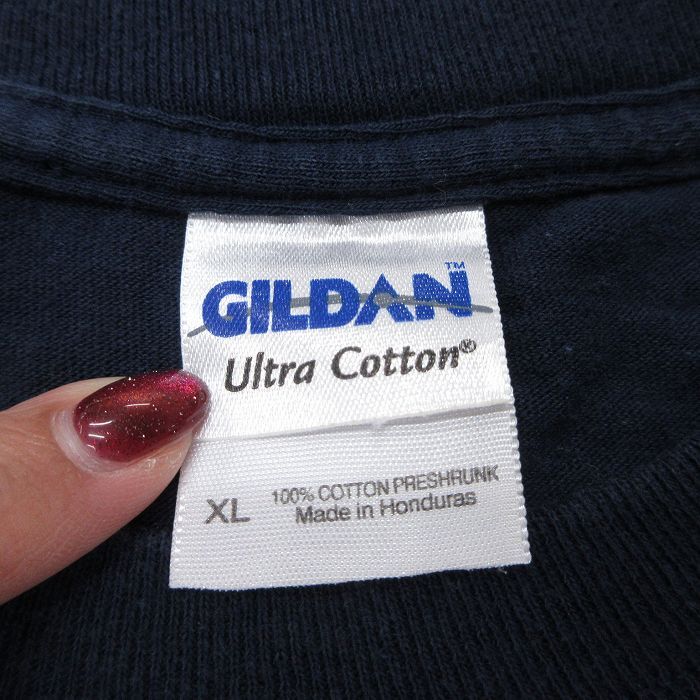 GILDAN™
Ultra Cotton®
XL
100% COTTON PRESHRUNK
Made in Honduras